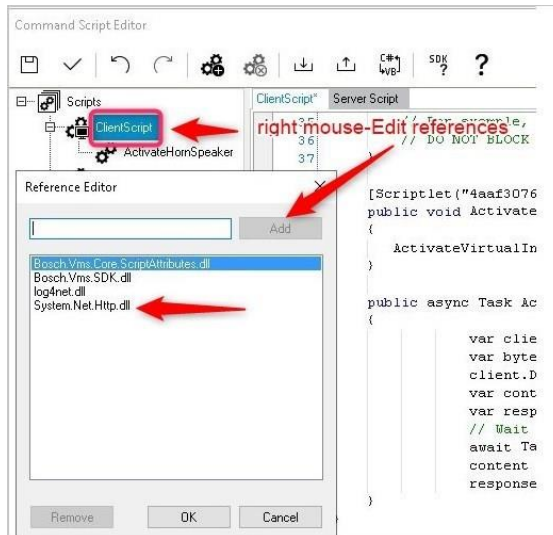 Command Script Editor
C#
VB
SDK
?
?
Scripts
ClientScript
ActivateHornSpeaker
ClientScript* Server Script
35 // For example,
36 // DO NOT BLOCK
37 }
right mouse-Edit references
Reference Editor
Add
Bosch.Vms.Core.ScriptAttributes.dll
Bosch.Vms.SDK.dll
log4net.dll
System.Net.Http.dll
Remove OK Cancel
[Scriptlet("4aaf3076
public void Activate
{
ActivateVirtualIn
}
public async Task Ac
{
var clie
var byte
client.D
var cont
var resp
// Wait
await Ta
content
response
}